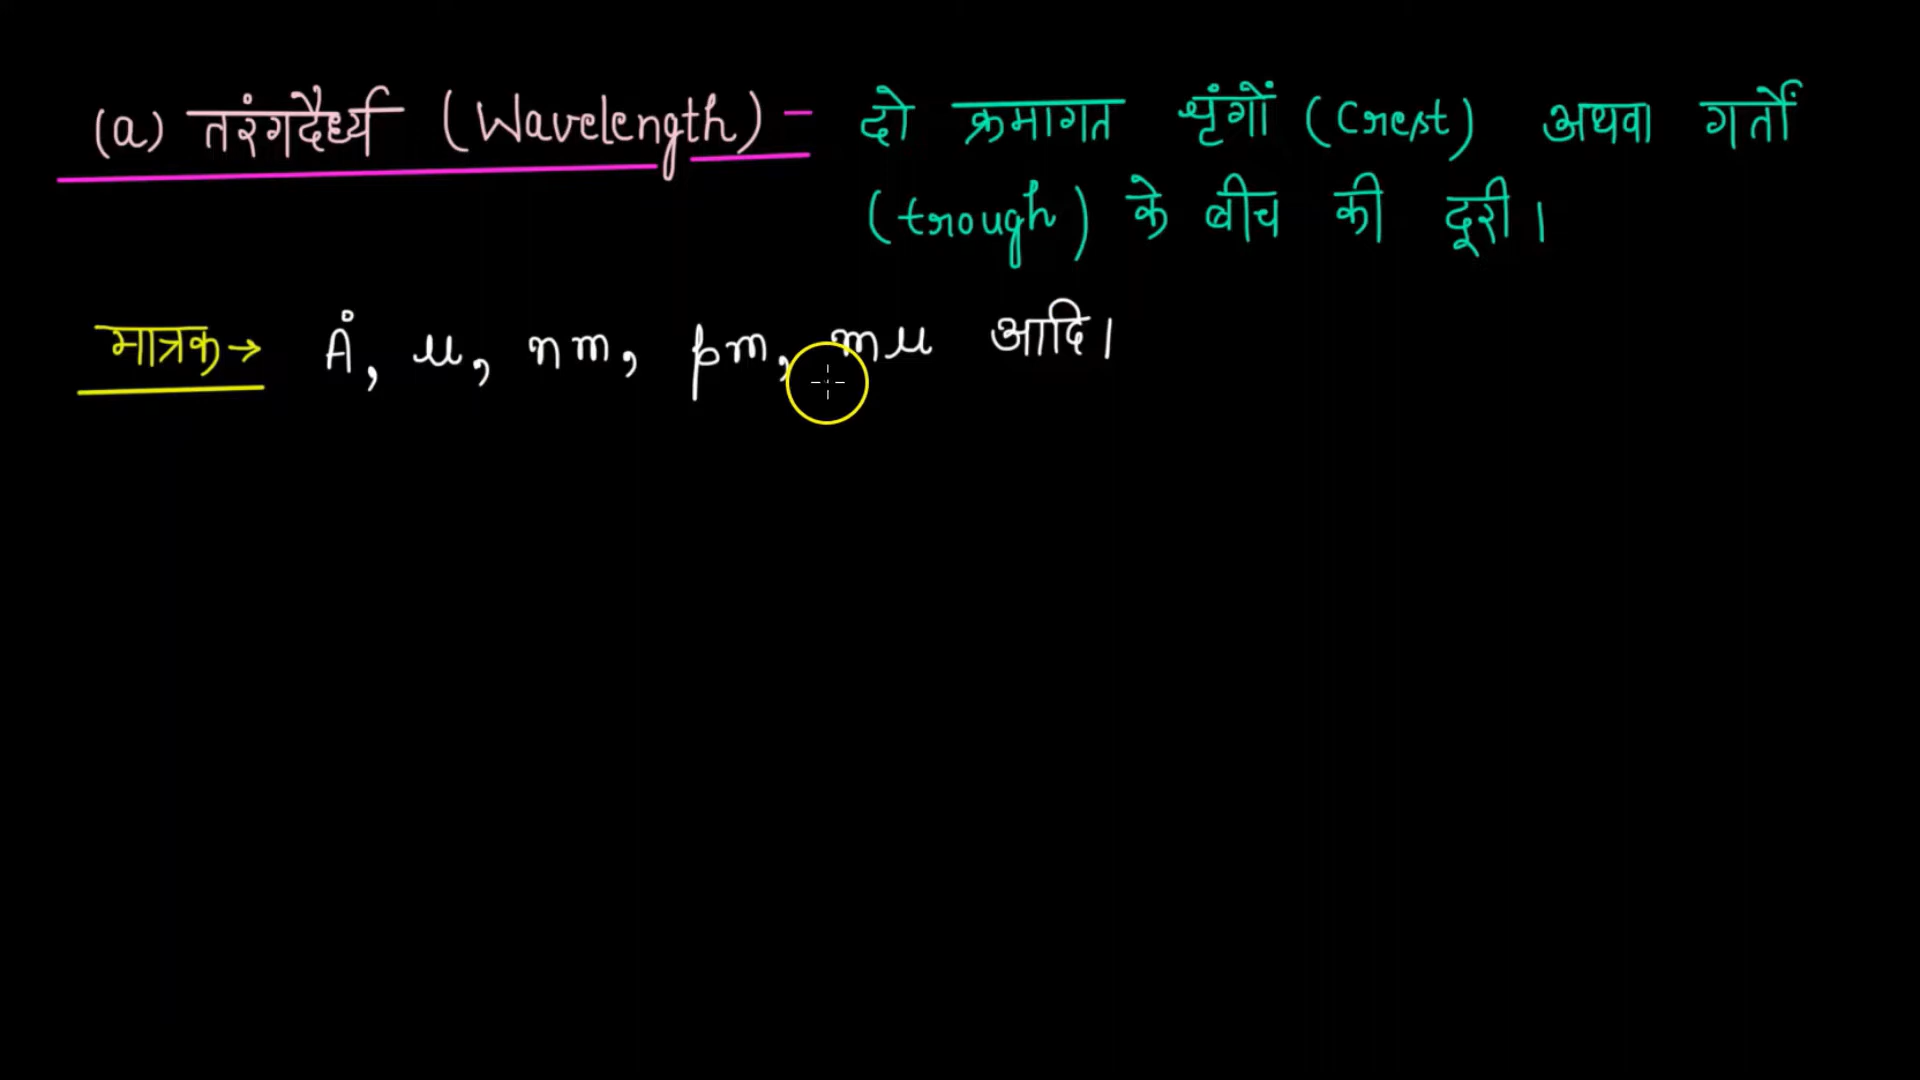 (a) तरंगदैर्ध्य (Wavelength) - दो क्रमागत शृंगों (Crest) अथवा गर्तों
(trough) के बीच की दूरी।
मात्रक → Å, μ, nm, pm, mμ आदि।